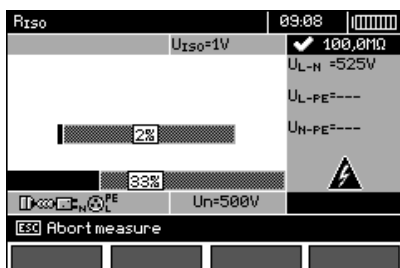 RISO 09:08
UISO=1V ✔ 100,0MΩ
UL-N =525V
UL-PE=---
UN-PE=---
2%
33%
N PE L Un=500V
ESC Abort measure